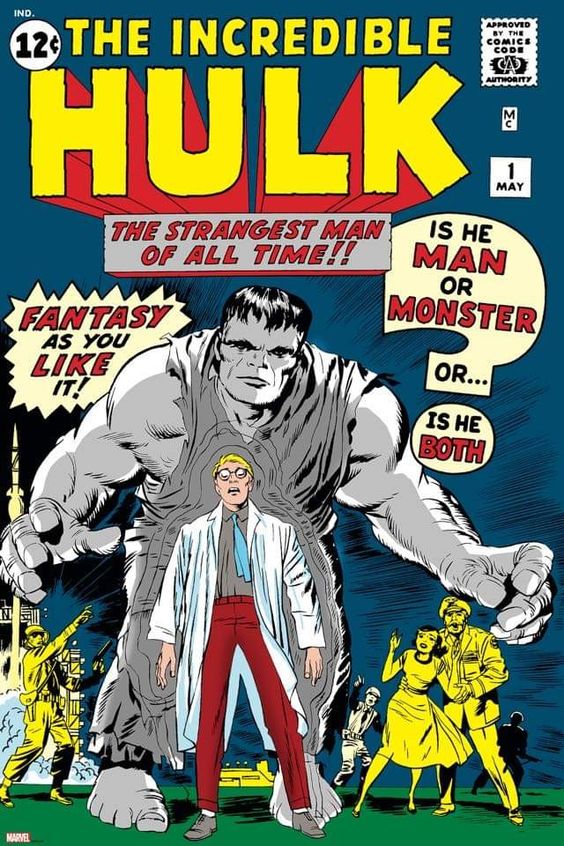 IND.
12¢
THE INCREDIBLE
HULK
APPROVED
BY THE
COMICS
CODE
CA
AUTHORITY
M
C
1
MAY
THE STRANGEST MAN
OF ALL TIME!!
IS HE
MAN
OR
MONSTER
OR...
IS HE
BOTH
FANTASY
AS YOU
LIKE
IT!
MARVEL